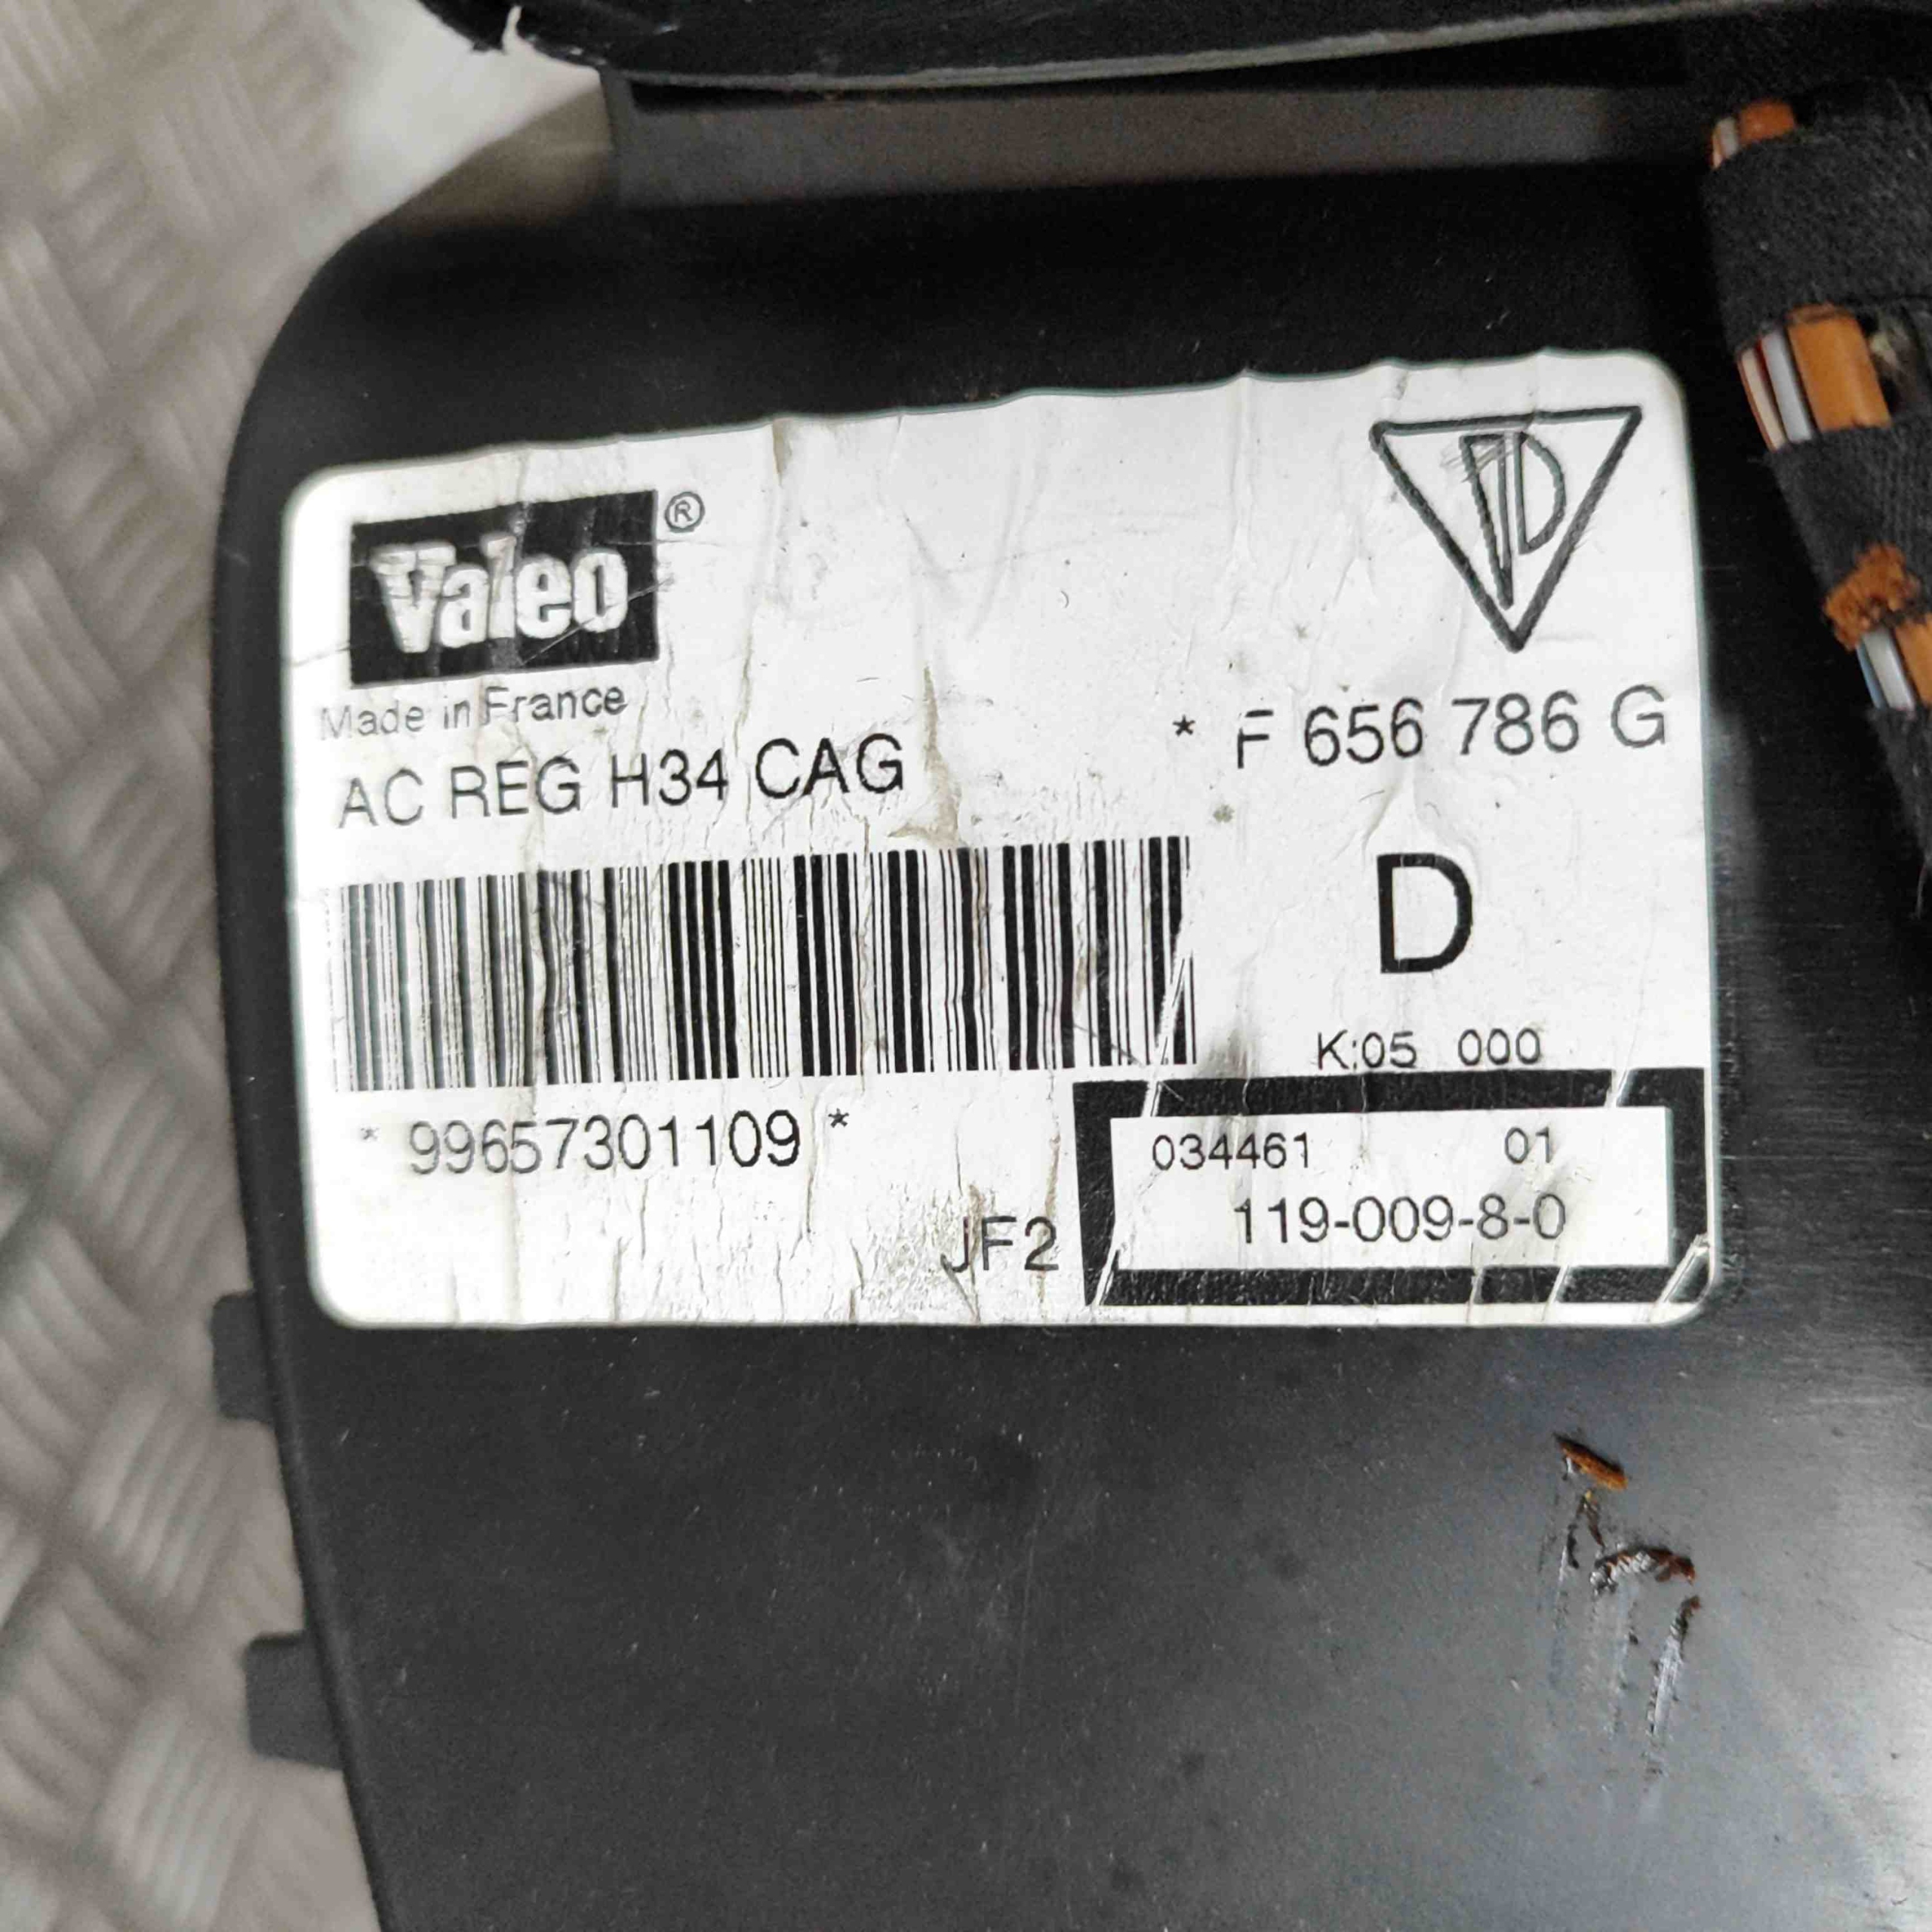 Valeo ®
Made in France
AC REG H34 CAG
* F 656 786 G
D
K:05 000
* 99657301109 *
JF2
034461 01
119-009-8-0